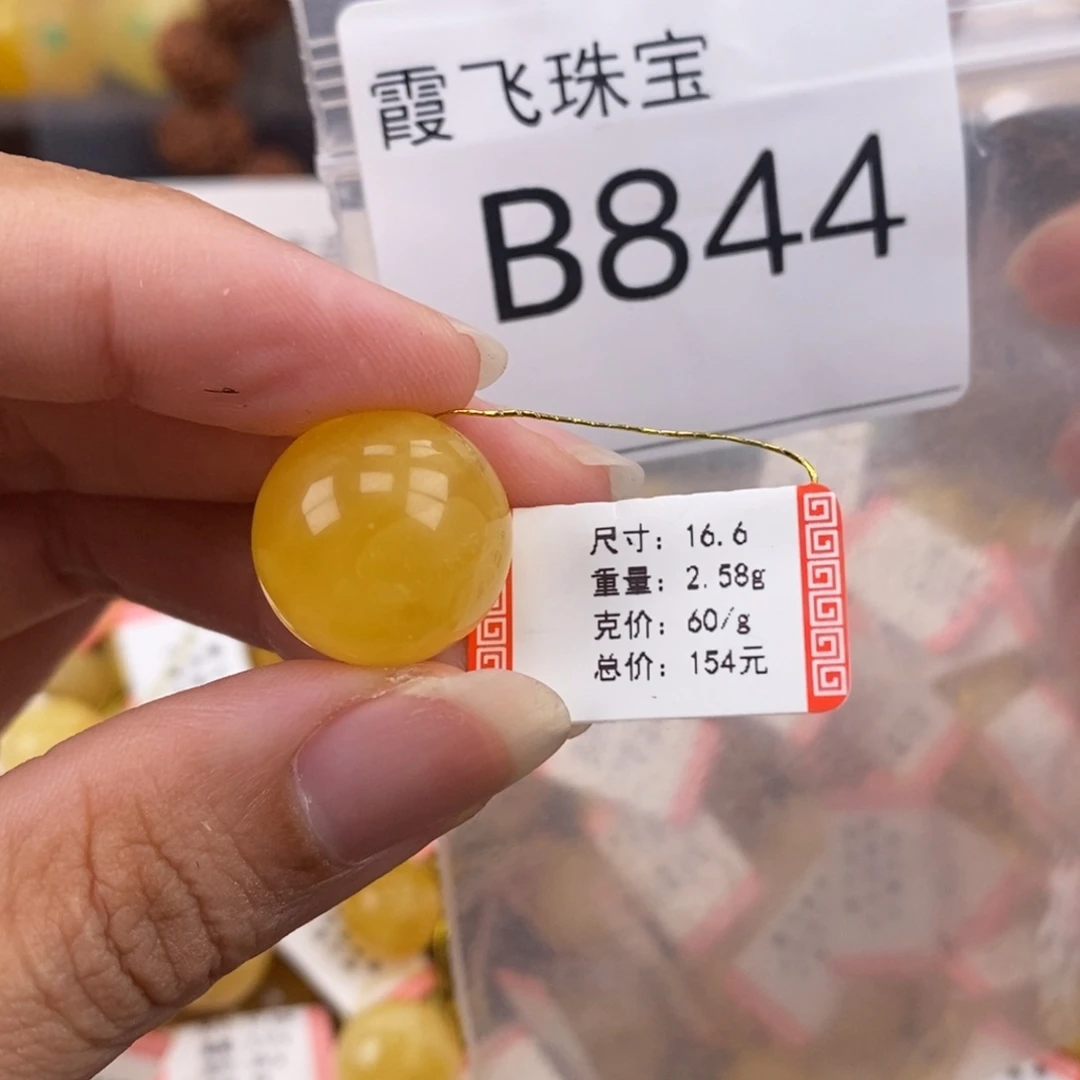 霞飞珠宝
B844
尺寸：16.6
重量：2.58g
克价：60/g
总价：154元